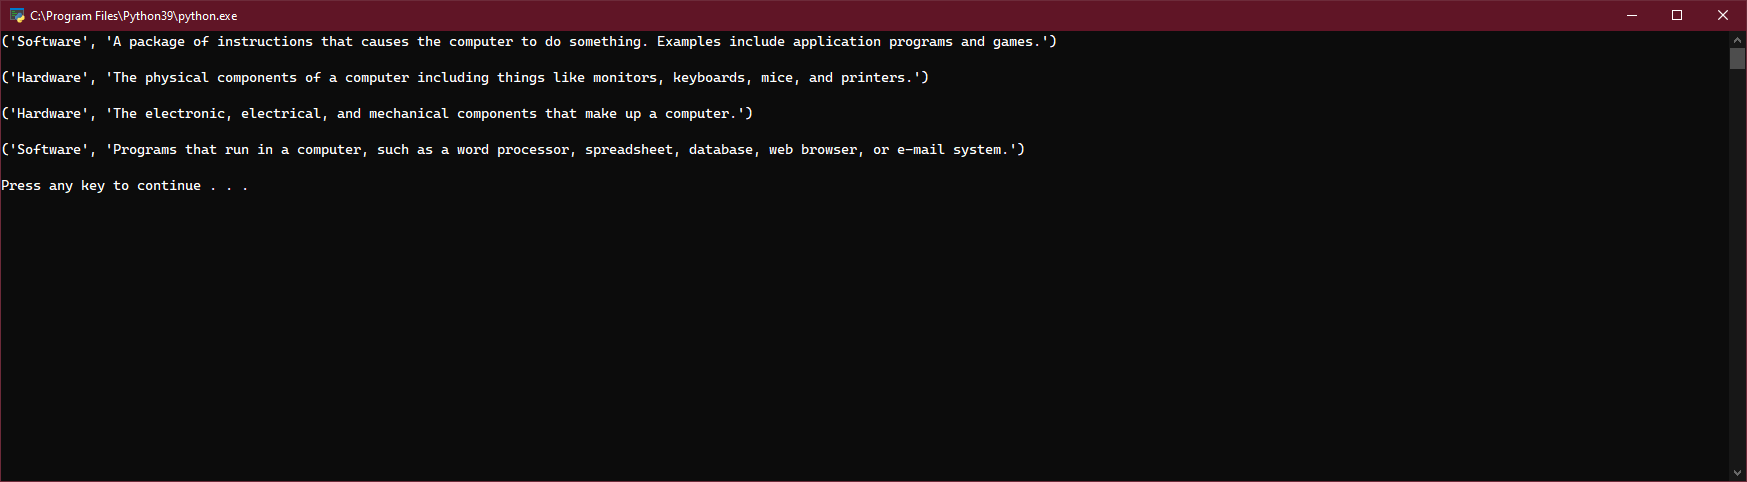 C:\Program Files\Python39\python.exe
('Software', 'A package of instructions that causes the computer to do something. Examples include application programs and games.')
('Hardware', 'The physical components of a computer including things like monitors, keyboards, mice, and printers.')
('Hardware', 'The electronic, electrical, and mechanical components that make up a computer.')
('Software', 'Programs that run in a computer, such as a word processor, spreadsheet, database, web browser, or e-mail system.')
Press any key to continue . . .